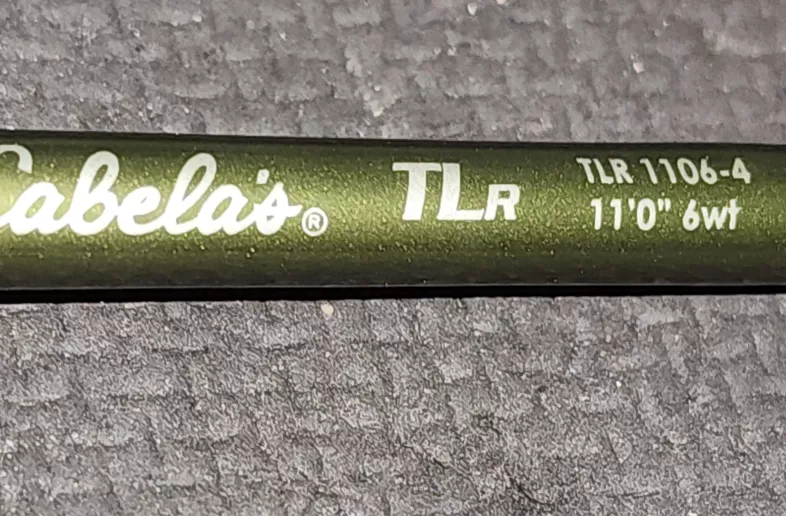 Cabela's®
TLR
TLR 1106-4
11'0" 6wt